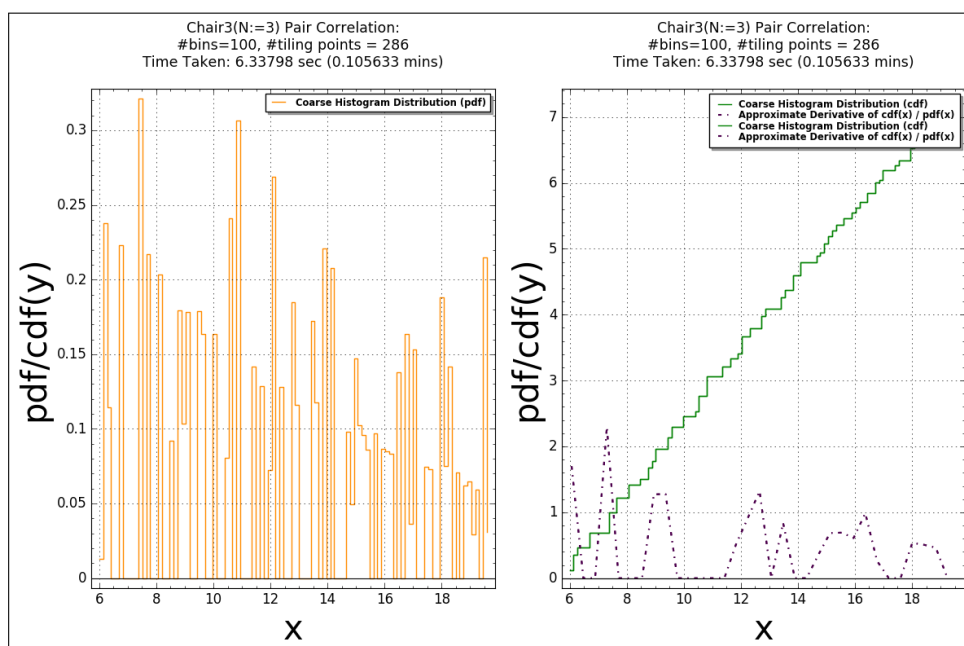 Chair3(N:=3) Pair Correlation:
#bins=100, #tiling points = 286
Time Taken: 6.33798 sec (0.105633 mins)
Coarse Histogram Distribution (pdf)
0.3
0.25
0.2
0.15
0.1
0.05
0
6 8 10 12 14 16 18
pdf/cdf(y)
x
Chair3(N:=3) Pair Correlation:
#bins=100, #tiling points = 286
Time Taken: 6.33798 sec (0.105633 mins)
Coarse Histogram Distribution (cdf)
Approximate Derivative of cdf(x) / pdf(x)
Coarse Histogram Distribution (cdf)
Approximate Derivative of cdf(x) / pdf(x)
7
6
5
4
3
2
1
0
6 8 10 12 14 16 18
pdf/cdf(y)
x